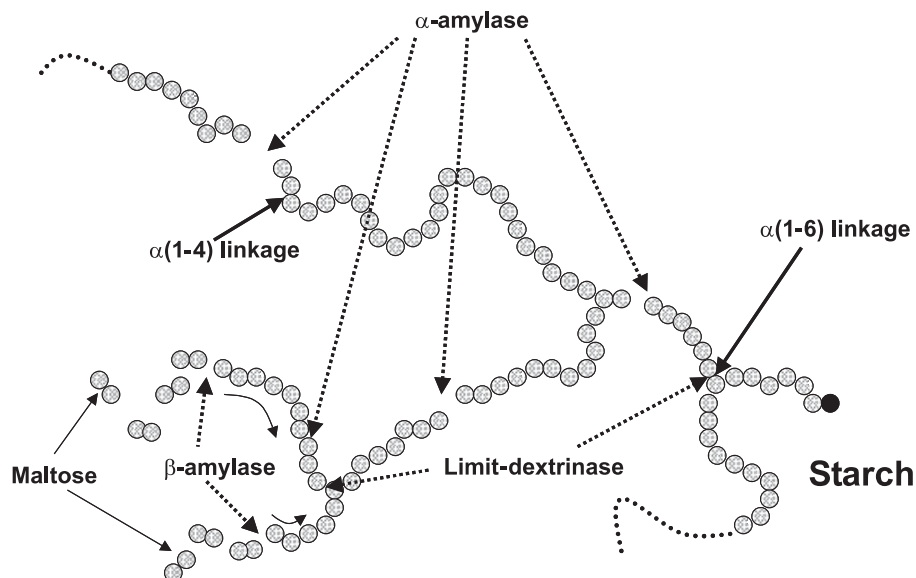 α-amylase
α(1-4) linkage
α(1-6) linkage
Maltose
β-amylase
Limit-dextrinase
Starch